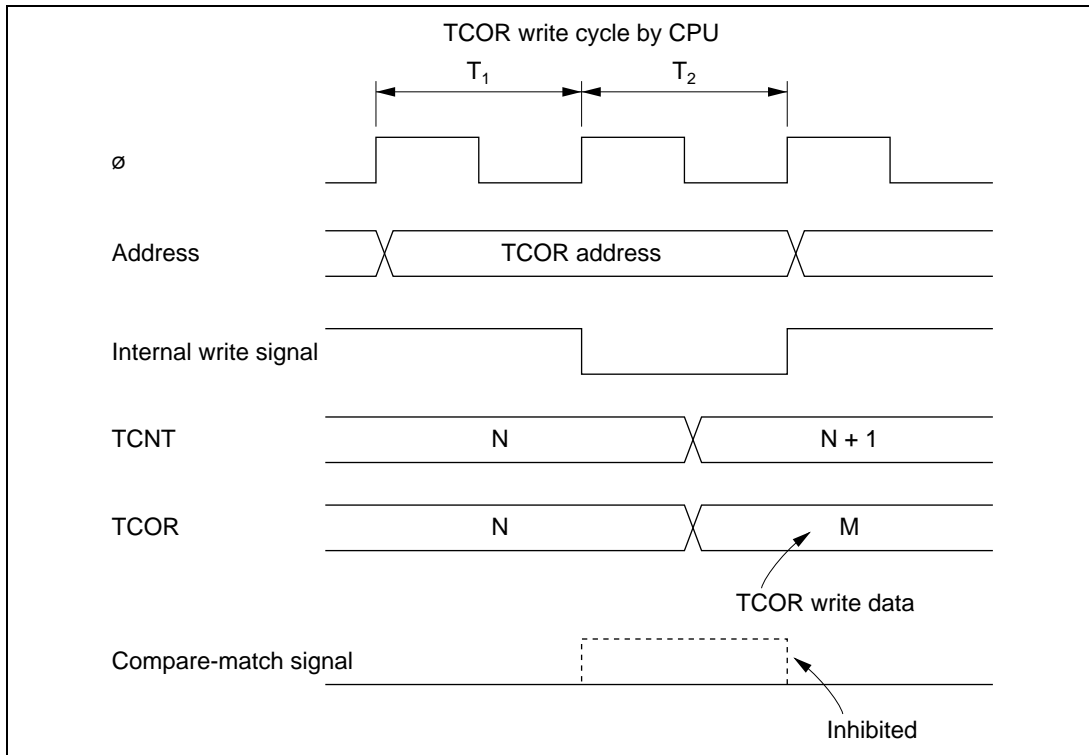 TCOR write cycle by CPU
T1 T2
ø
Address TCOR address
Internal write signal
TCNT N N + 1
TCOR N M
TCOR write data
Compare-match signal
Inhibited